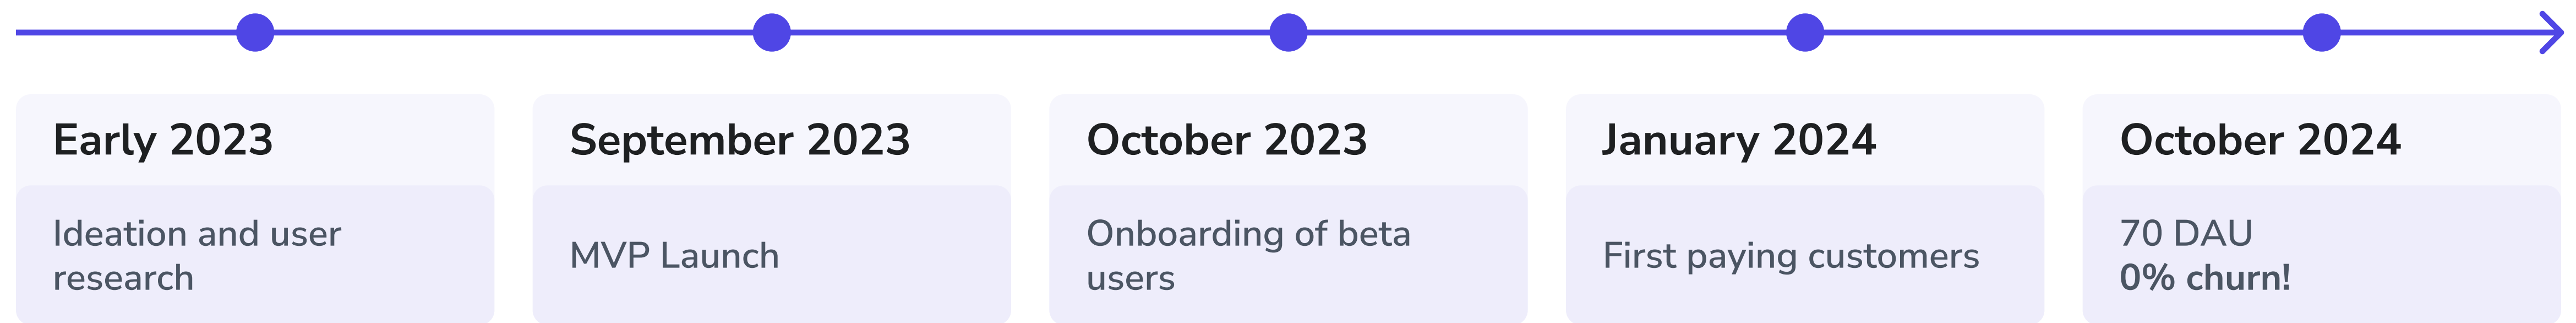 Early 2023
Ideation and user
research
September 2023
MVP Launch
October 2023
Onboarding of beta
users
January 2024
First paying customers
October 2024
70 DAU
0% churn!